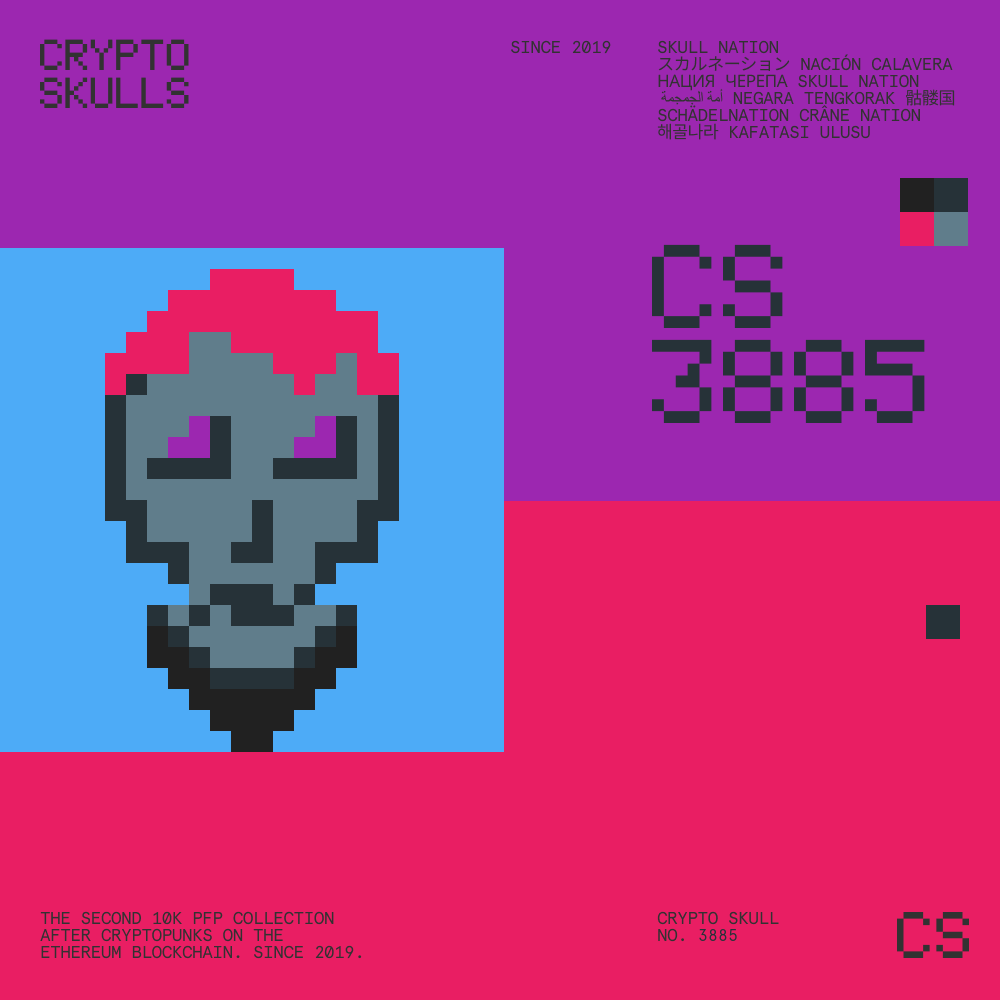 CRYPTO
SKULLS
SINCE 2019
SKULL NATION
スカルネーション NACIÓN CALAVERA
НАЦИЯ ЧЕРЕПА SKULL NATION
أمة الجمجمة NEGARA TENGKORAK 骷髅国
SCHÄDELNATION CRÂNE NATION
해골나라 KAFATASI ULUSU
CS
3885
THE SECOND 10K PFP COLLECTION
AFTER CRYPTOPUNKS ON THE
ETHEREUM BLOCKCHAIN. SINCE 2019.
CRYPTO SKULL
NO. 3885
CS